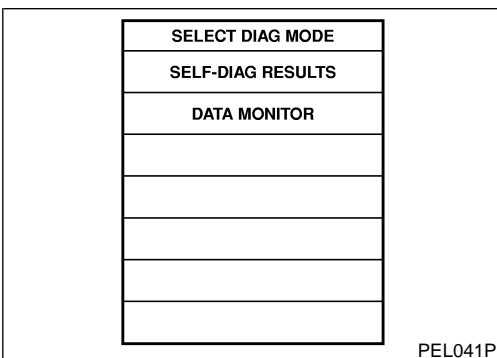 SELECT DIAG MODE
SELF-DIAG RESULTS
DATA MONITOR
PEL041P